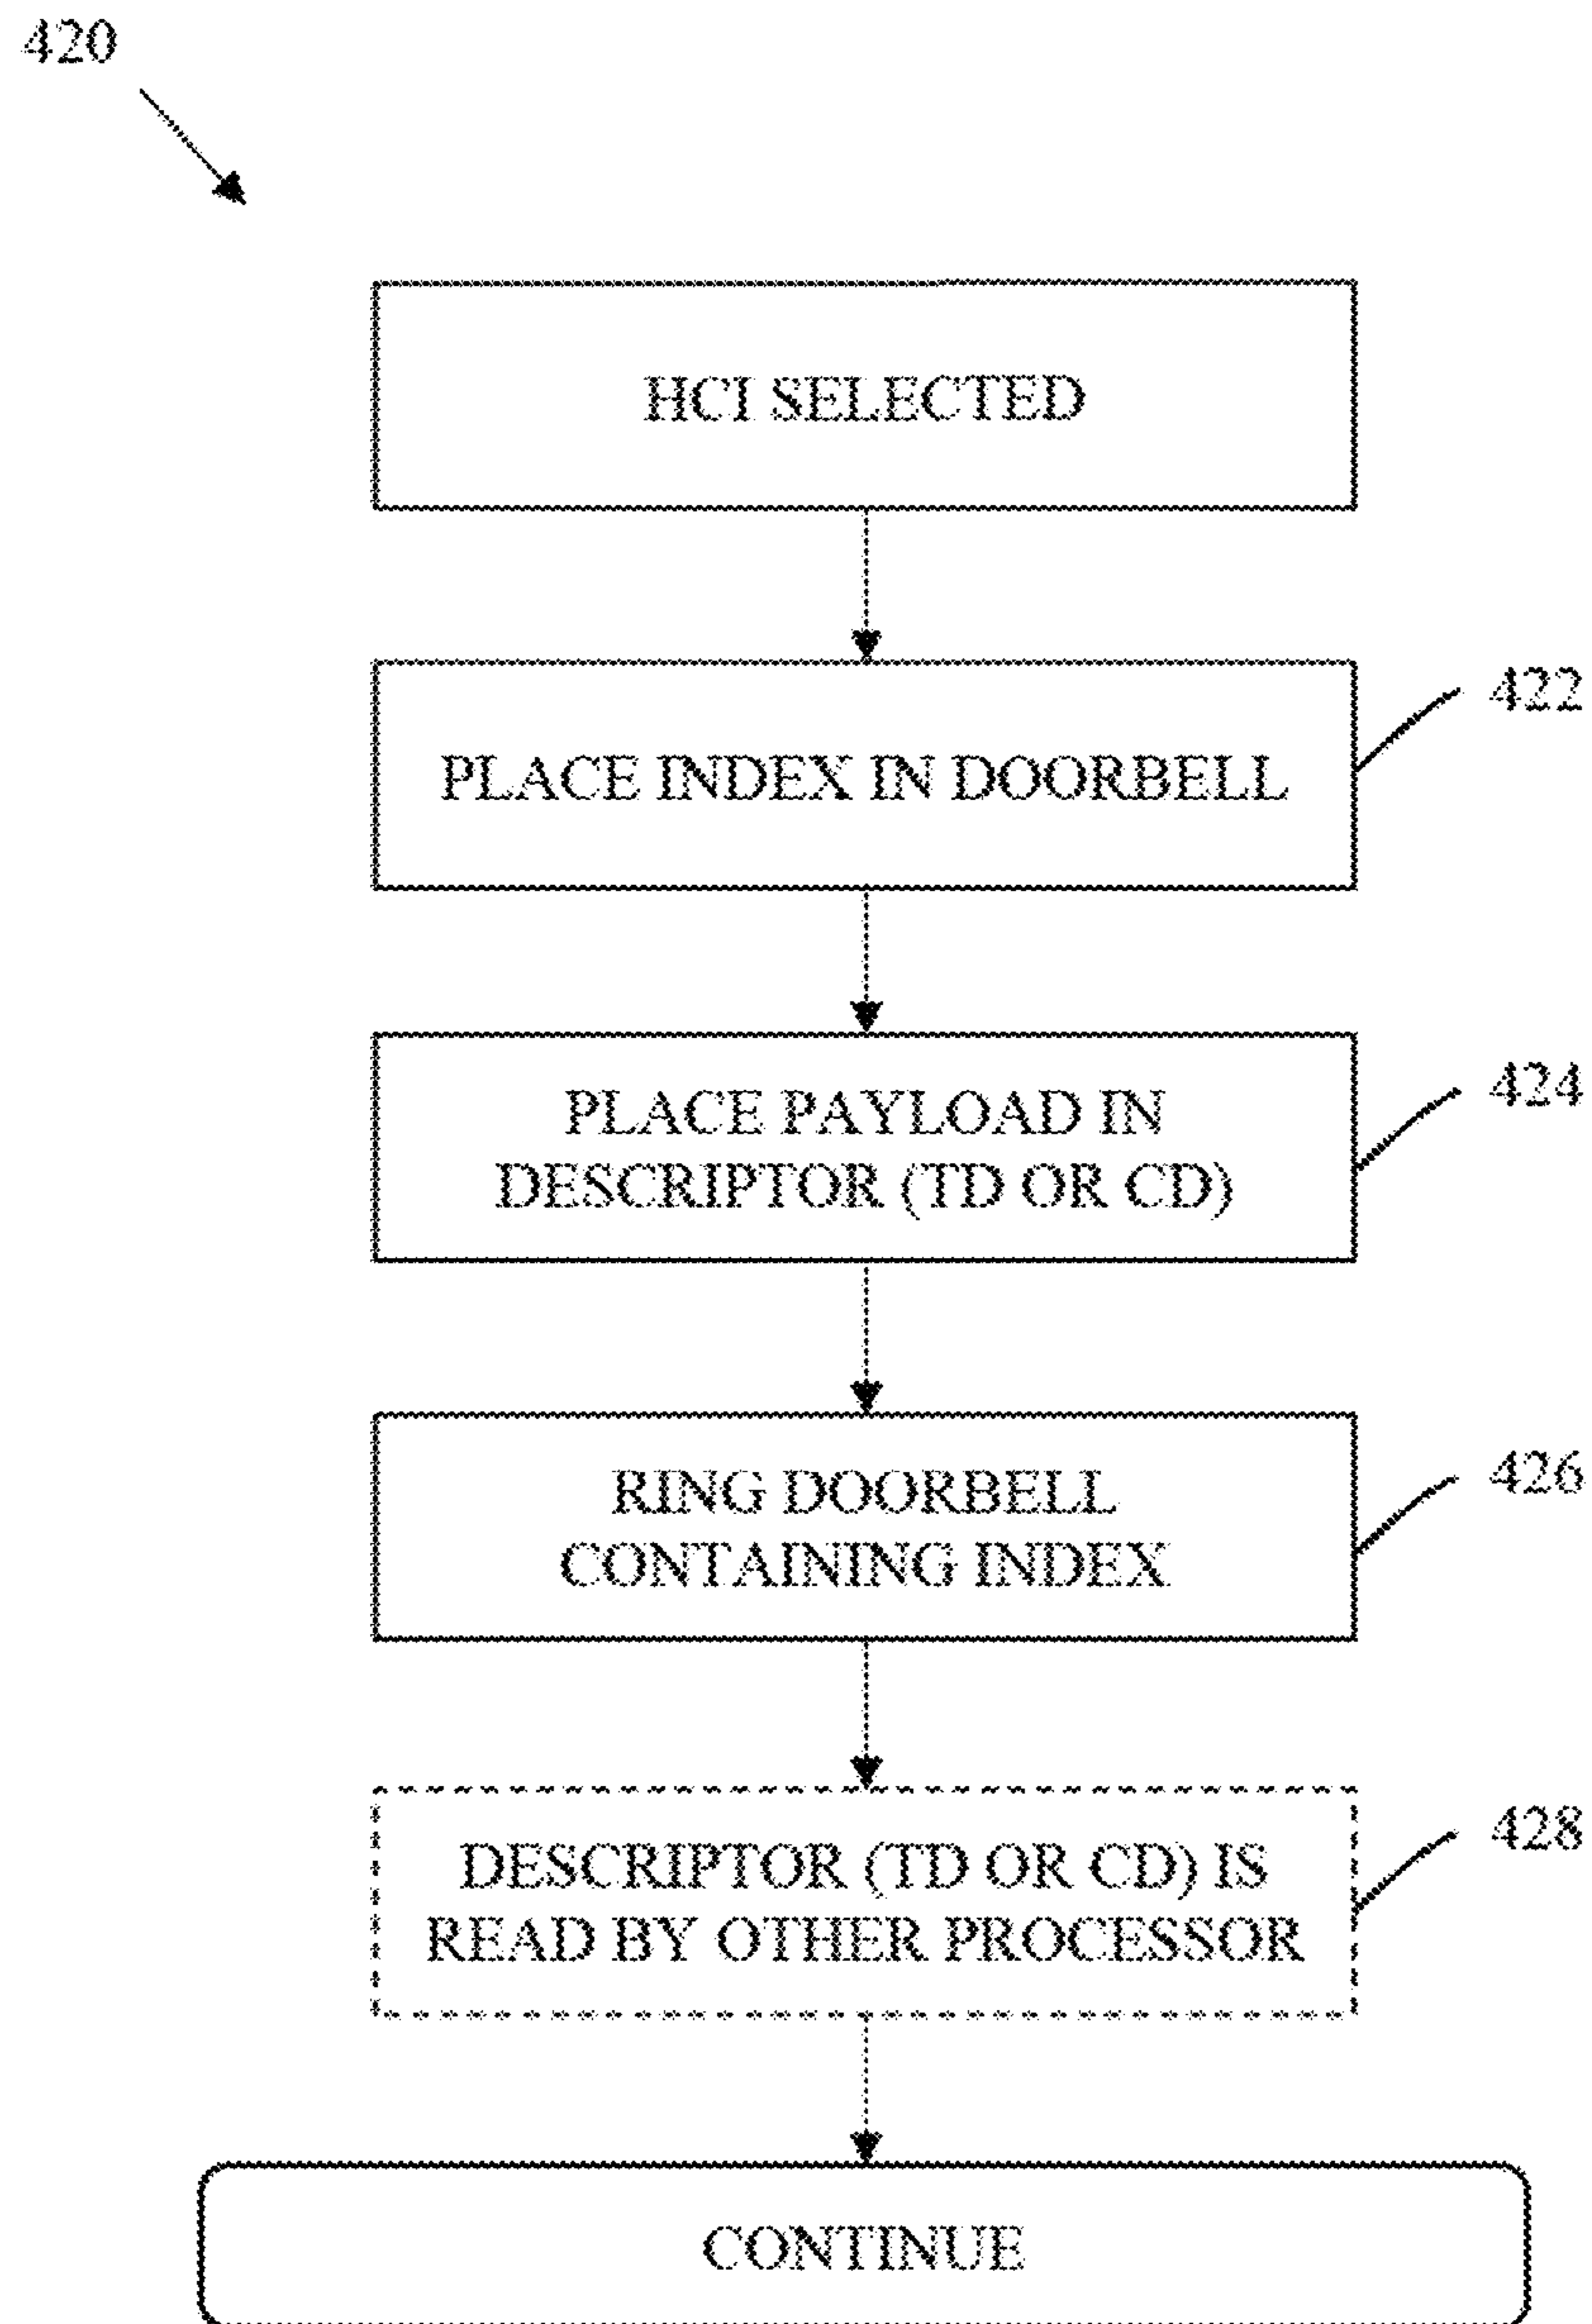 420
HCI SELECTED
PLACE INDEX IN DOORBELL
422
PLACE PAYLOAD IN
DESCRIPTOR (TD OR CD)
424
RING DOORBELL
CONTAINING INDEX
426
DESCRIPTOR (TD OR CD) IS
READ BY OTHER PROCESSOR
428
CONTINUE